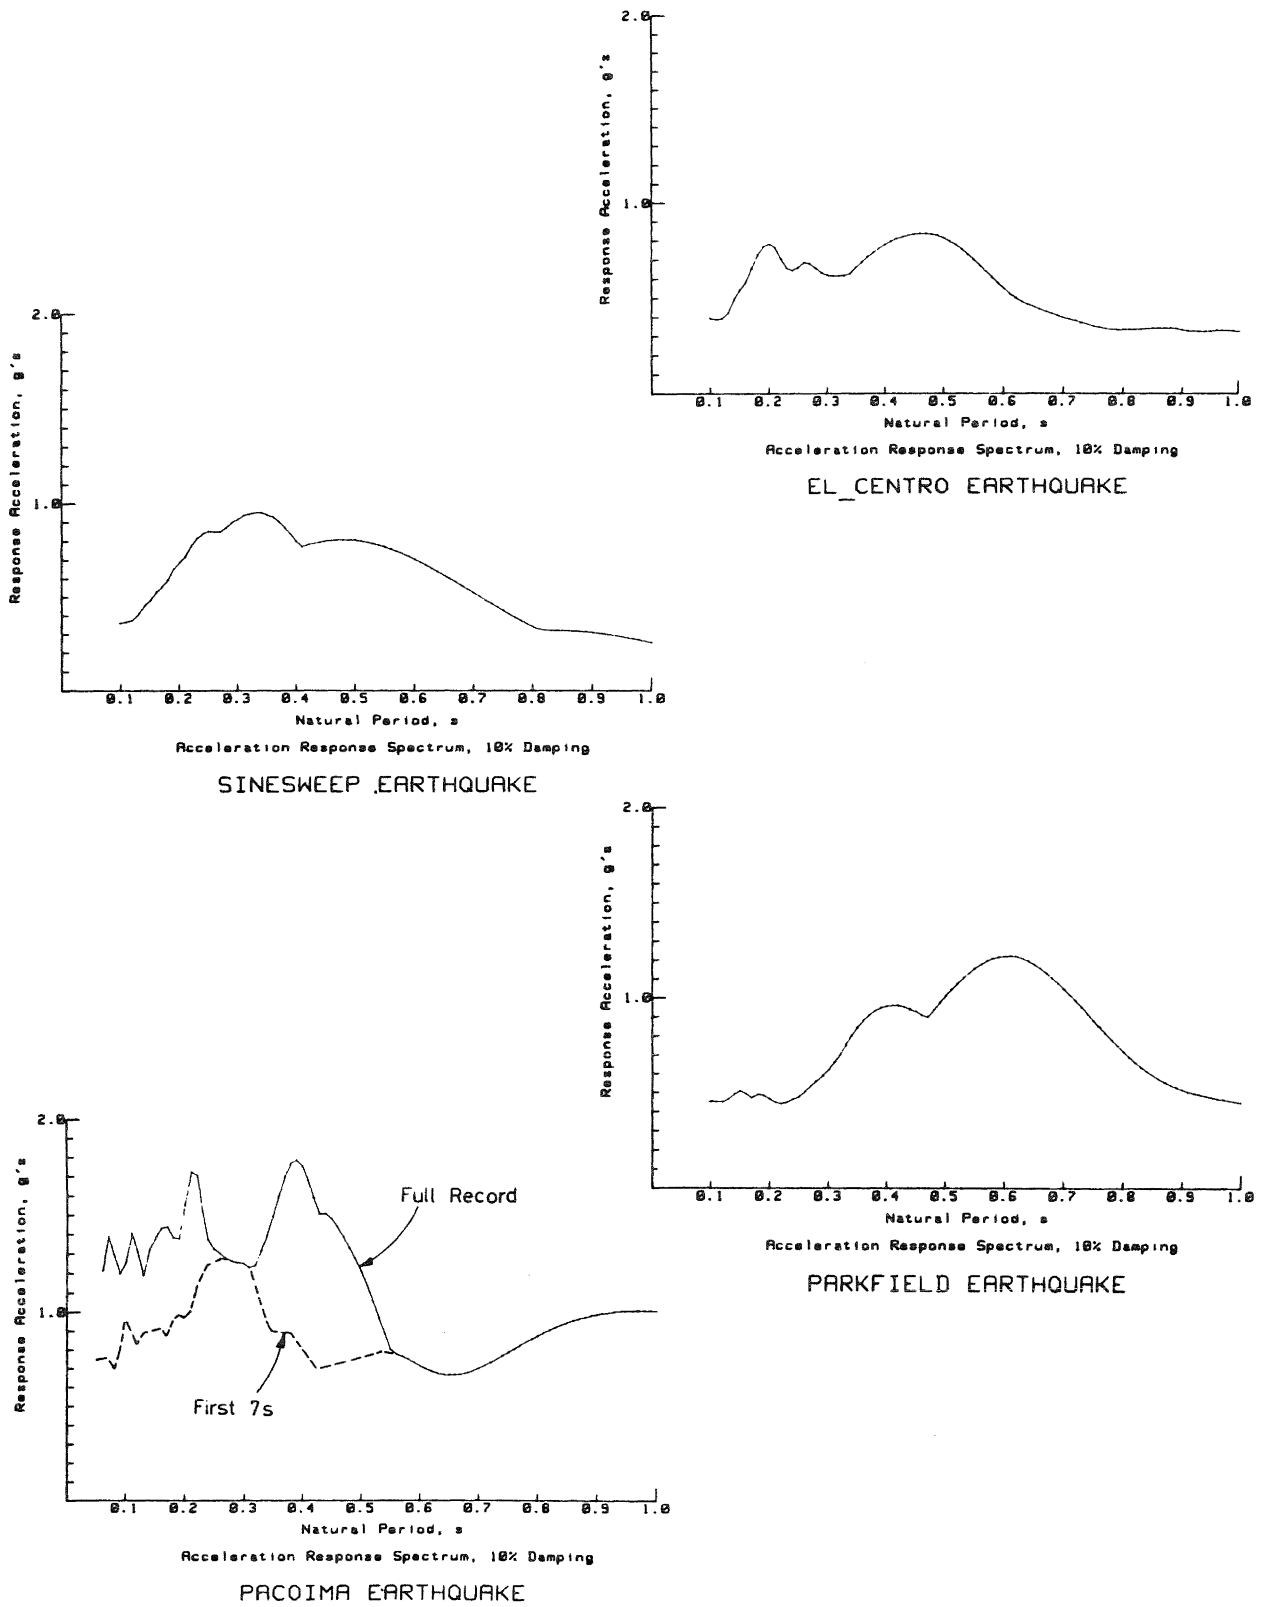 2.0
1.0
Response Acceleration, g's
0.1 0.2 0.3 0.4 0.5 0.6 0.7 0.8 0.9 1.0
Natural Period, s
Acceleration Response Spectrum, 10% Damping
EL_CENTRO EARTHQUAKE
2.0
1.0
Response Acceleration, g's
0.1 0.2 0.3 0.4 0.5 0.6 0.7 0.8 0.9 1.0
Natural Period, s
Acceleration Response Spectrum, 10% Damping
SINESWEEP EARTHQUAKE
2.0
1.0
Response Acceleration, g's
0.1 0.2 0.3 0.4 0.5 0.6 0.7 0.8 0.9 1.0
Natural Period, s
Acceleration Response Spectrum, 10% Damping
PARKFIELD EARTHQUAKE
2.0
1.0
Response Acceleration, g's
Full Record
First 7s
0.1 0.2 0.3 0.4 0.5 0.6 0.7 0.8 0.9 1.0
Natural Period, s
Acceleration Response Spectrum, 10% Damping
PACOIMA EARTHQUAKE